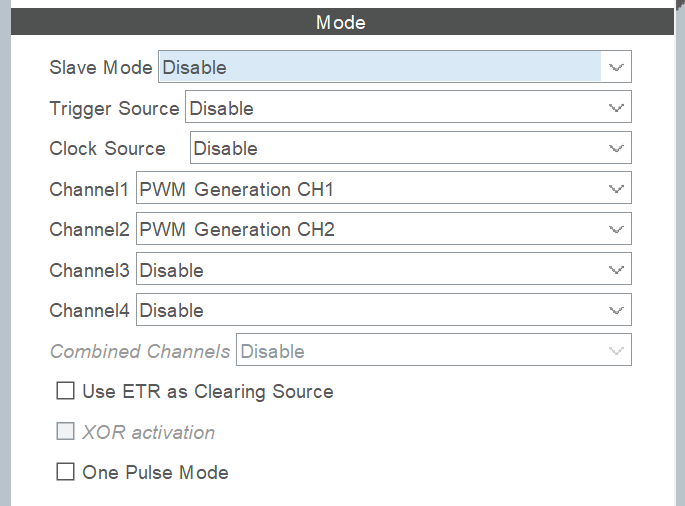 Mode
Slave Mode Disable
Trigger Source Disable
Clock Source Disable
Channel1 PWM Generation CH1
Channel2 PWM Generation CH2
Channel3 Disable
Channel4 Disable
Combined Channels Disable
Use ETR as Clearing Source
XOR activation
One Pulse Mode